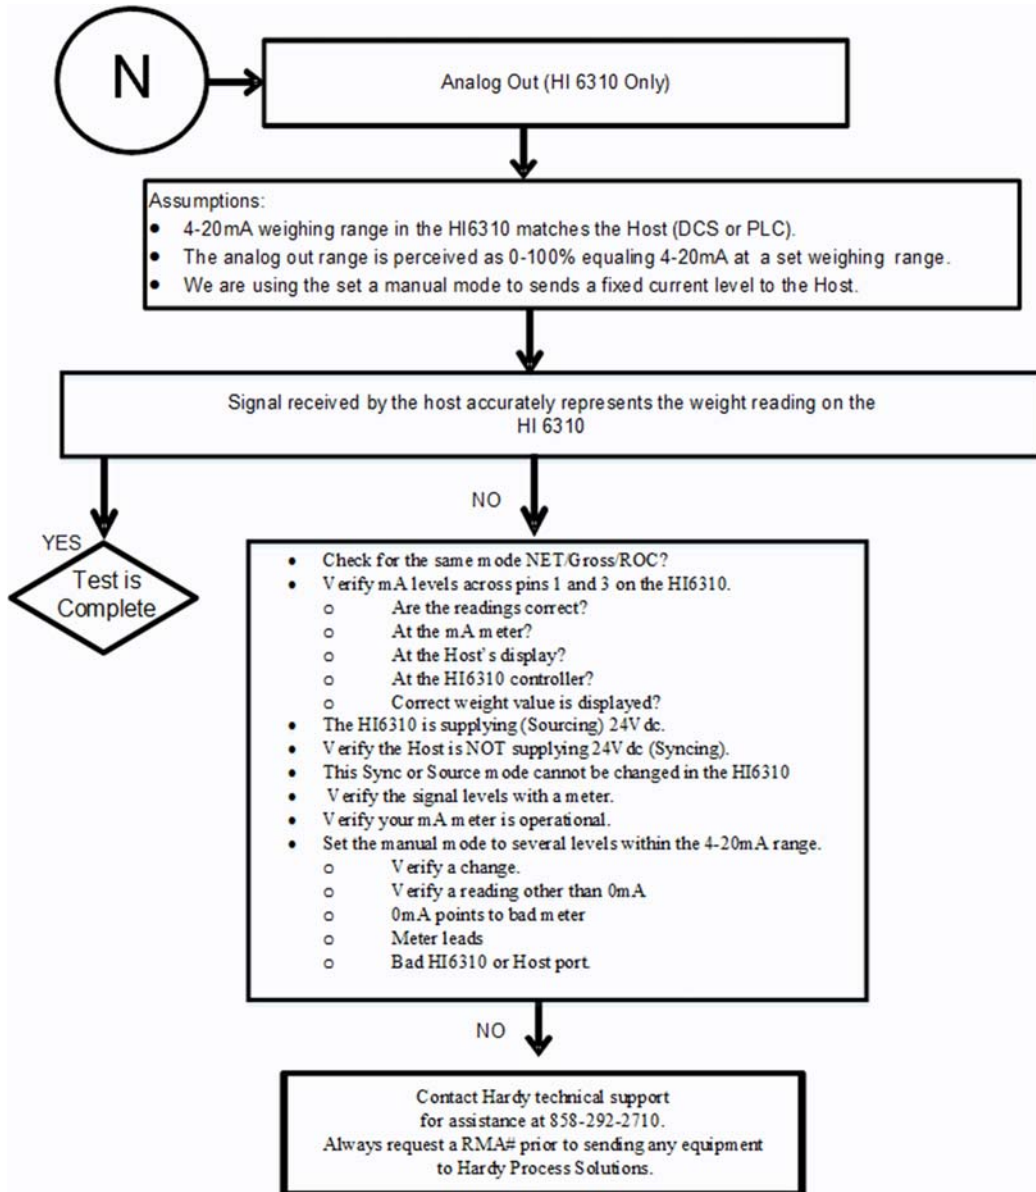 N
Analog Out (HI 6310 Only)
Assumptions:
● 4-20mA weighing range in the HI6310 matches the Host (DCS or PLC).
● The analog out range is perceived as 0-100% equaling 4-20mA at a set weighing range.
● We are using the set a manual mode to sends a fixed current level to the Host.
Signal received by the host accurately represents the weight reading on the
HI 6310
YES
Test is
Complete
NO
● Check for the same mode NET/Gross/ROC?
● Verify mA levels across pins 1 and 3 on the HI6310.
o Are the readings correct?
o At the mA meter?
o At the Host's display?
o At the HI6310 controller?
o Correct weight value is displayed?
● The HI6310 is supplying (Sourcing) 24Vdc.
● Verify the Host is NOT supplying 24Vdc (Syncing).
● This Sync or Source mode cannot be changed in the HI6310
● Verify the signal levels with a meter.
● Verify your mA meter is operational.
● Set the manual mode to several levels within the 4-20mA range.
o Verify a change.
o Verify a reading other than 0mA
o 0mA points to bad meter
o Meter leads
o Bad HI6310 or Host port.
NO
Contact Hardy technical support
for assistance at 858-292-2710.
Always request a RMA# prior to sending any equipment
to Hardy Process Solutions.